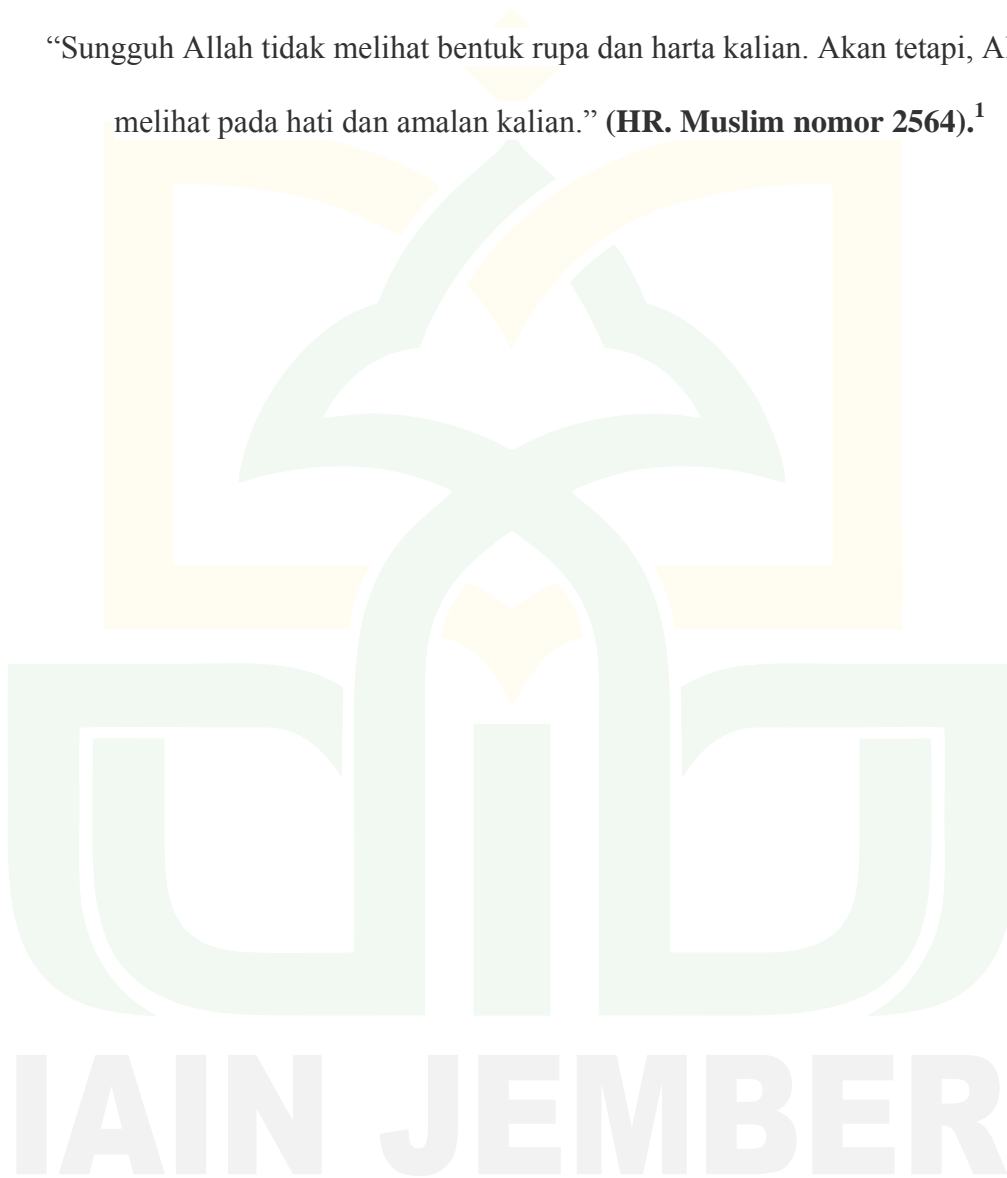 “Sungguh Allah tidak melihat bentuk rupa dan harta kalian. Akan tetapi,
melihat pada hati dan amalan kalian.” (HR. Muslim nomor 2564).¹
IAIN JEMBER